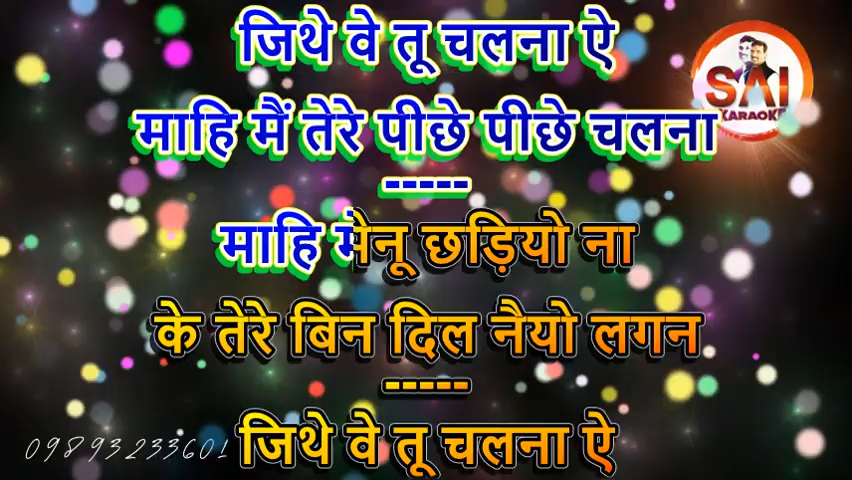 जिथे वे तू चलना ऐ
SAI
KARAOKE
माहि मैं तेरे पीछे पीछे चलना
-----
माहि मेनू छड़ियो ना
के तेरे बिन दिल नैयो लगन
-----
09893233601
जिथे वे तू चलना ऐ